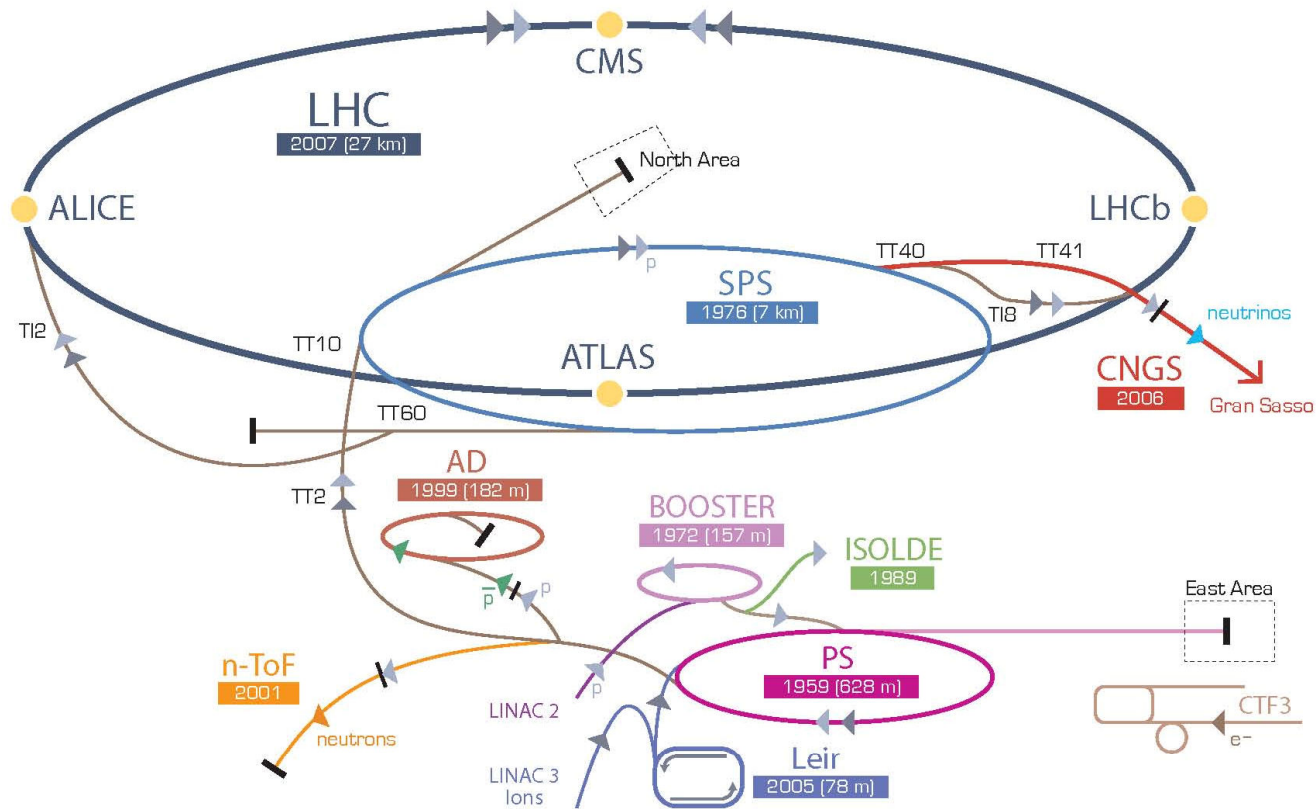 CMS
LHC
2007 (27 km)
North Area
ALICE
LHCb
TT40
TT41
SPS
1976 (7 km)
p
TI8
neutrinos
TI2
TT10
ATLAS
CNGS
2006
Gran Sasso
TT60
AD
1999 (182 m)
TT2
BOOSTER
1972 (157 m)
ISOLDE
1989
p̅
p
East Area
n-ToF
2001
PS
1959 (628 m)
p
LINAC 2
neutrons
CTF3
e⁻
LINAC 3
Ions
Leir
2005 (78 m)